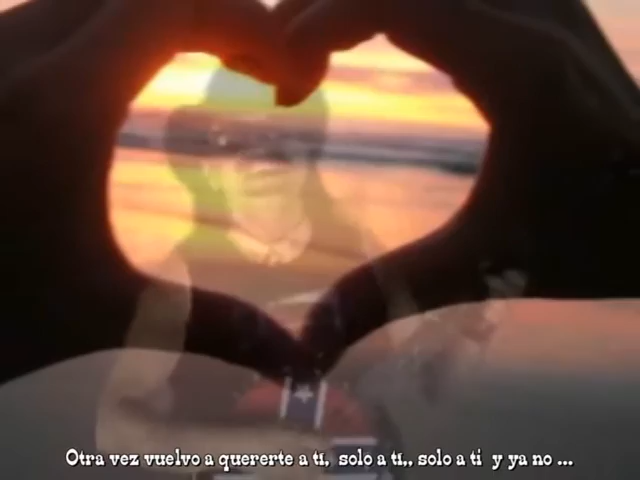 Otra vez vuelvo a quererte a ti,  solo a ti,, solo a ti  y ya no ...